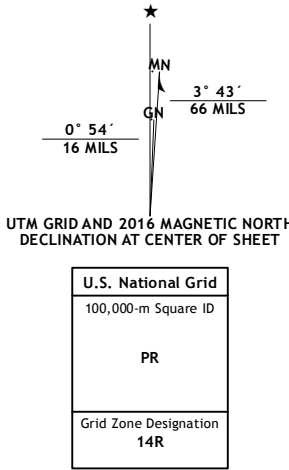 ★
MN
3° 43´
66 MILS
GN
0° 54´
16 MILS
UTM GRID AND 2016 MAGNETIC NORTH
DECLINATION AT CENTER OF SHEET
U.S. National Grid
100,000-m Square ID
PR
Grid Zone Designation
14R